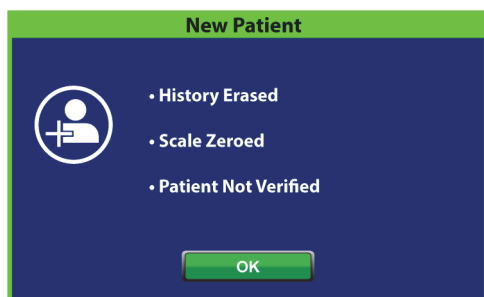 New Patient
• History Erased
• Scale Zeroed
• Patient Not Verified
OK